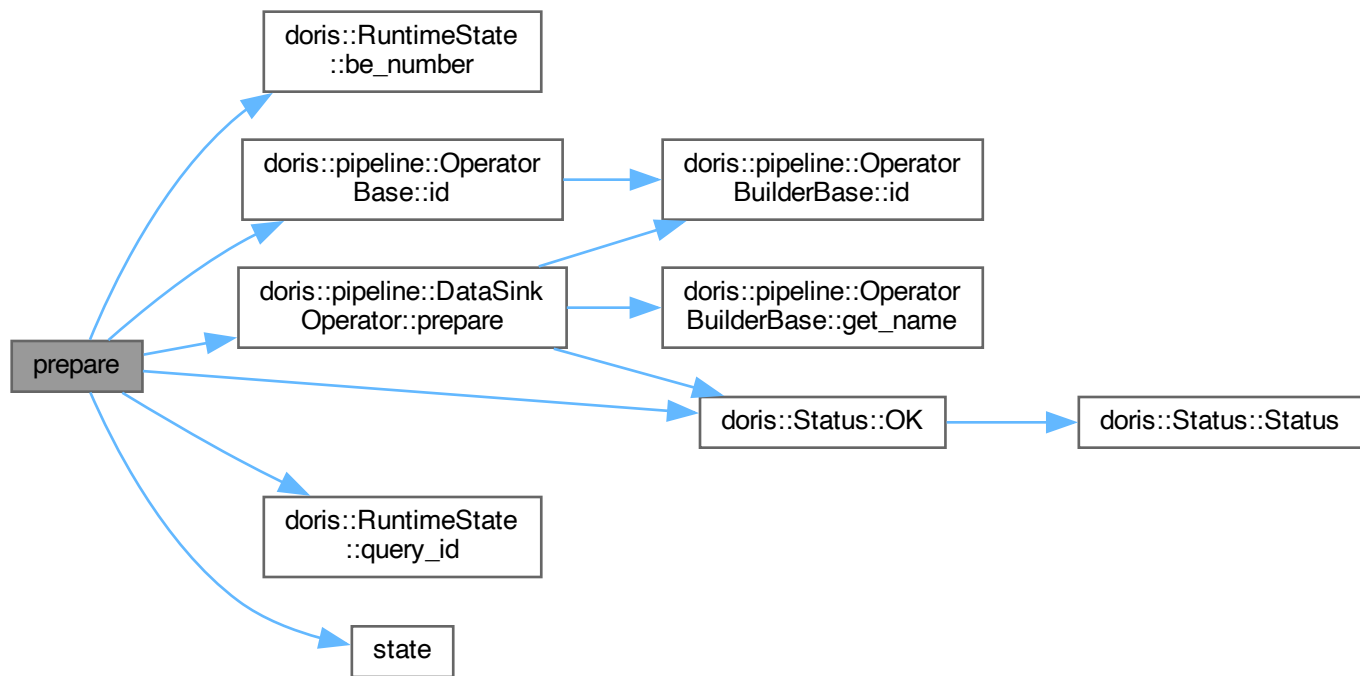 doris::RuntimeState
::be_number
doris::pipeline::Operator
Base::id
doris::pipeline::Operator
BuilderBase::id
doris::pipeline::DataSink
Operator::prepare
doris::pipeline::Operator
BuilderBase::get_name
prepare
doris::Status::OK
doris::Status::Status
doris::RuntimeState
::query_id
state